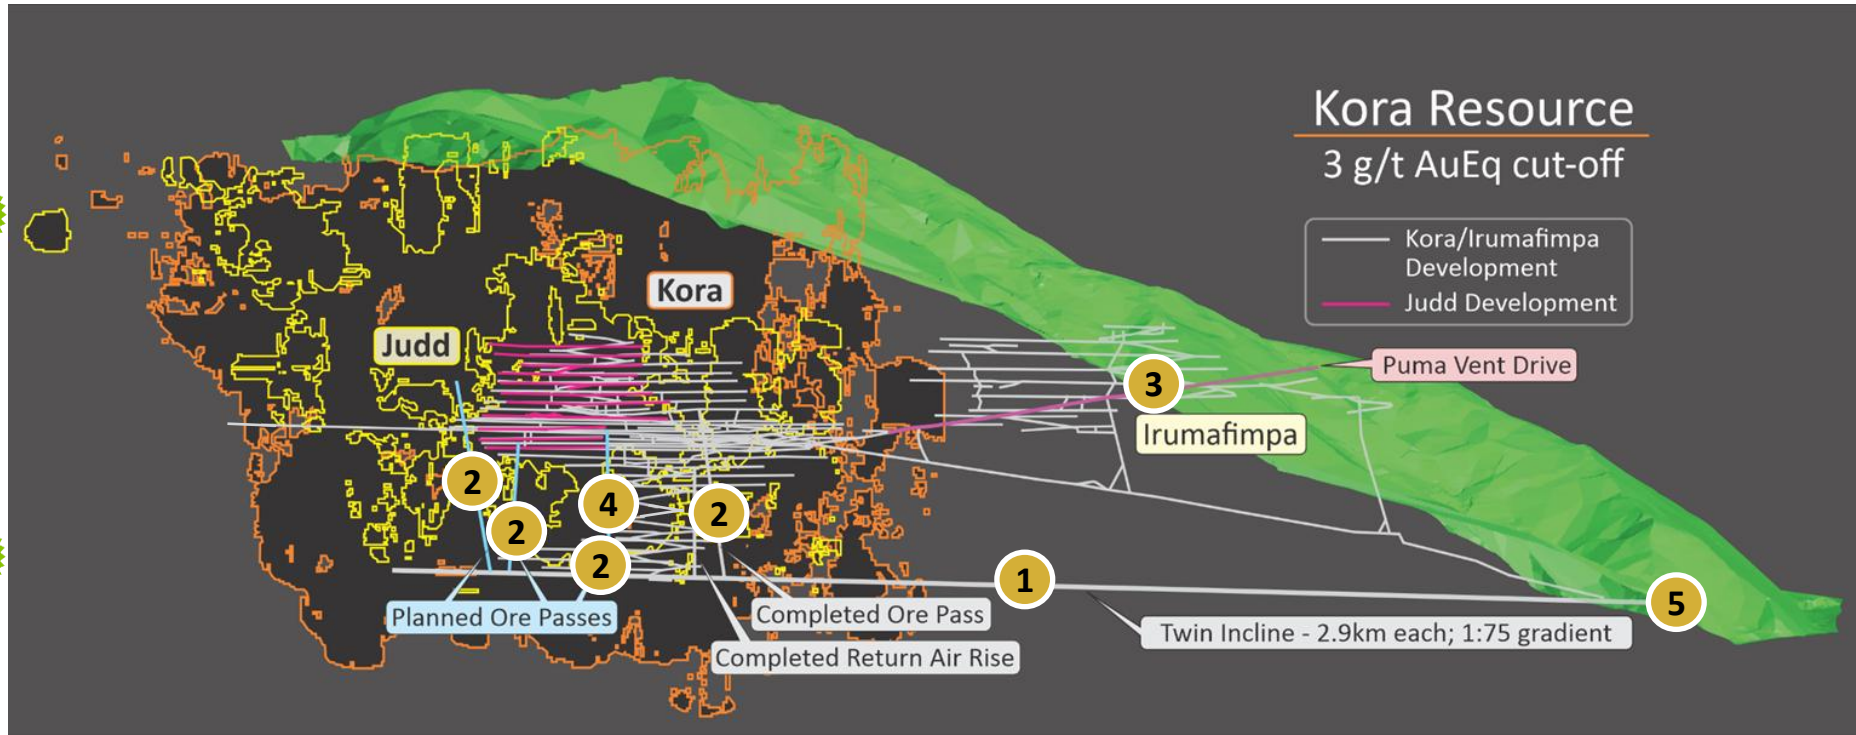 Kora Resource
3 g/t AuEq cut-off
Kora/Irumafimpa
Development
Judd Development
Kora
Judd
Puma Vent Drive
3
Irumafimpa
2
4
2
2
2
1
5
Planned Ore Passes
Completed Ore Pass
Twin Incline - 2.9km each; 1:75 gradient
Completed Return Air Rise